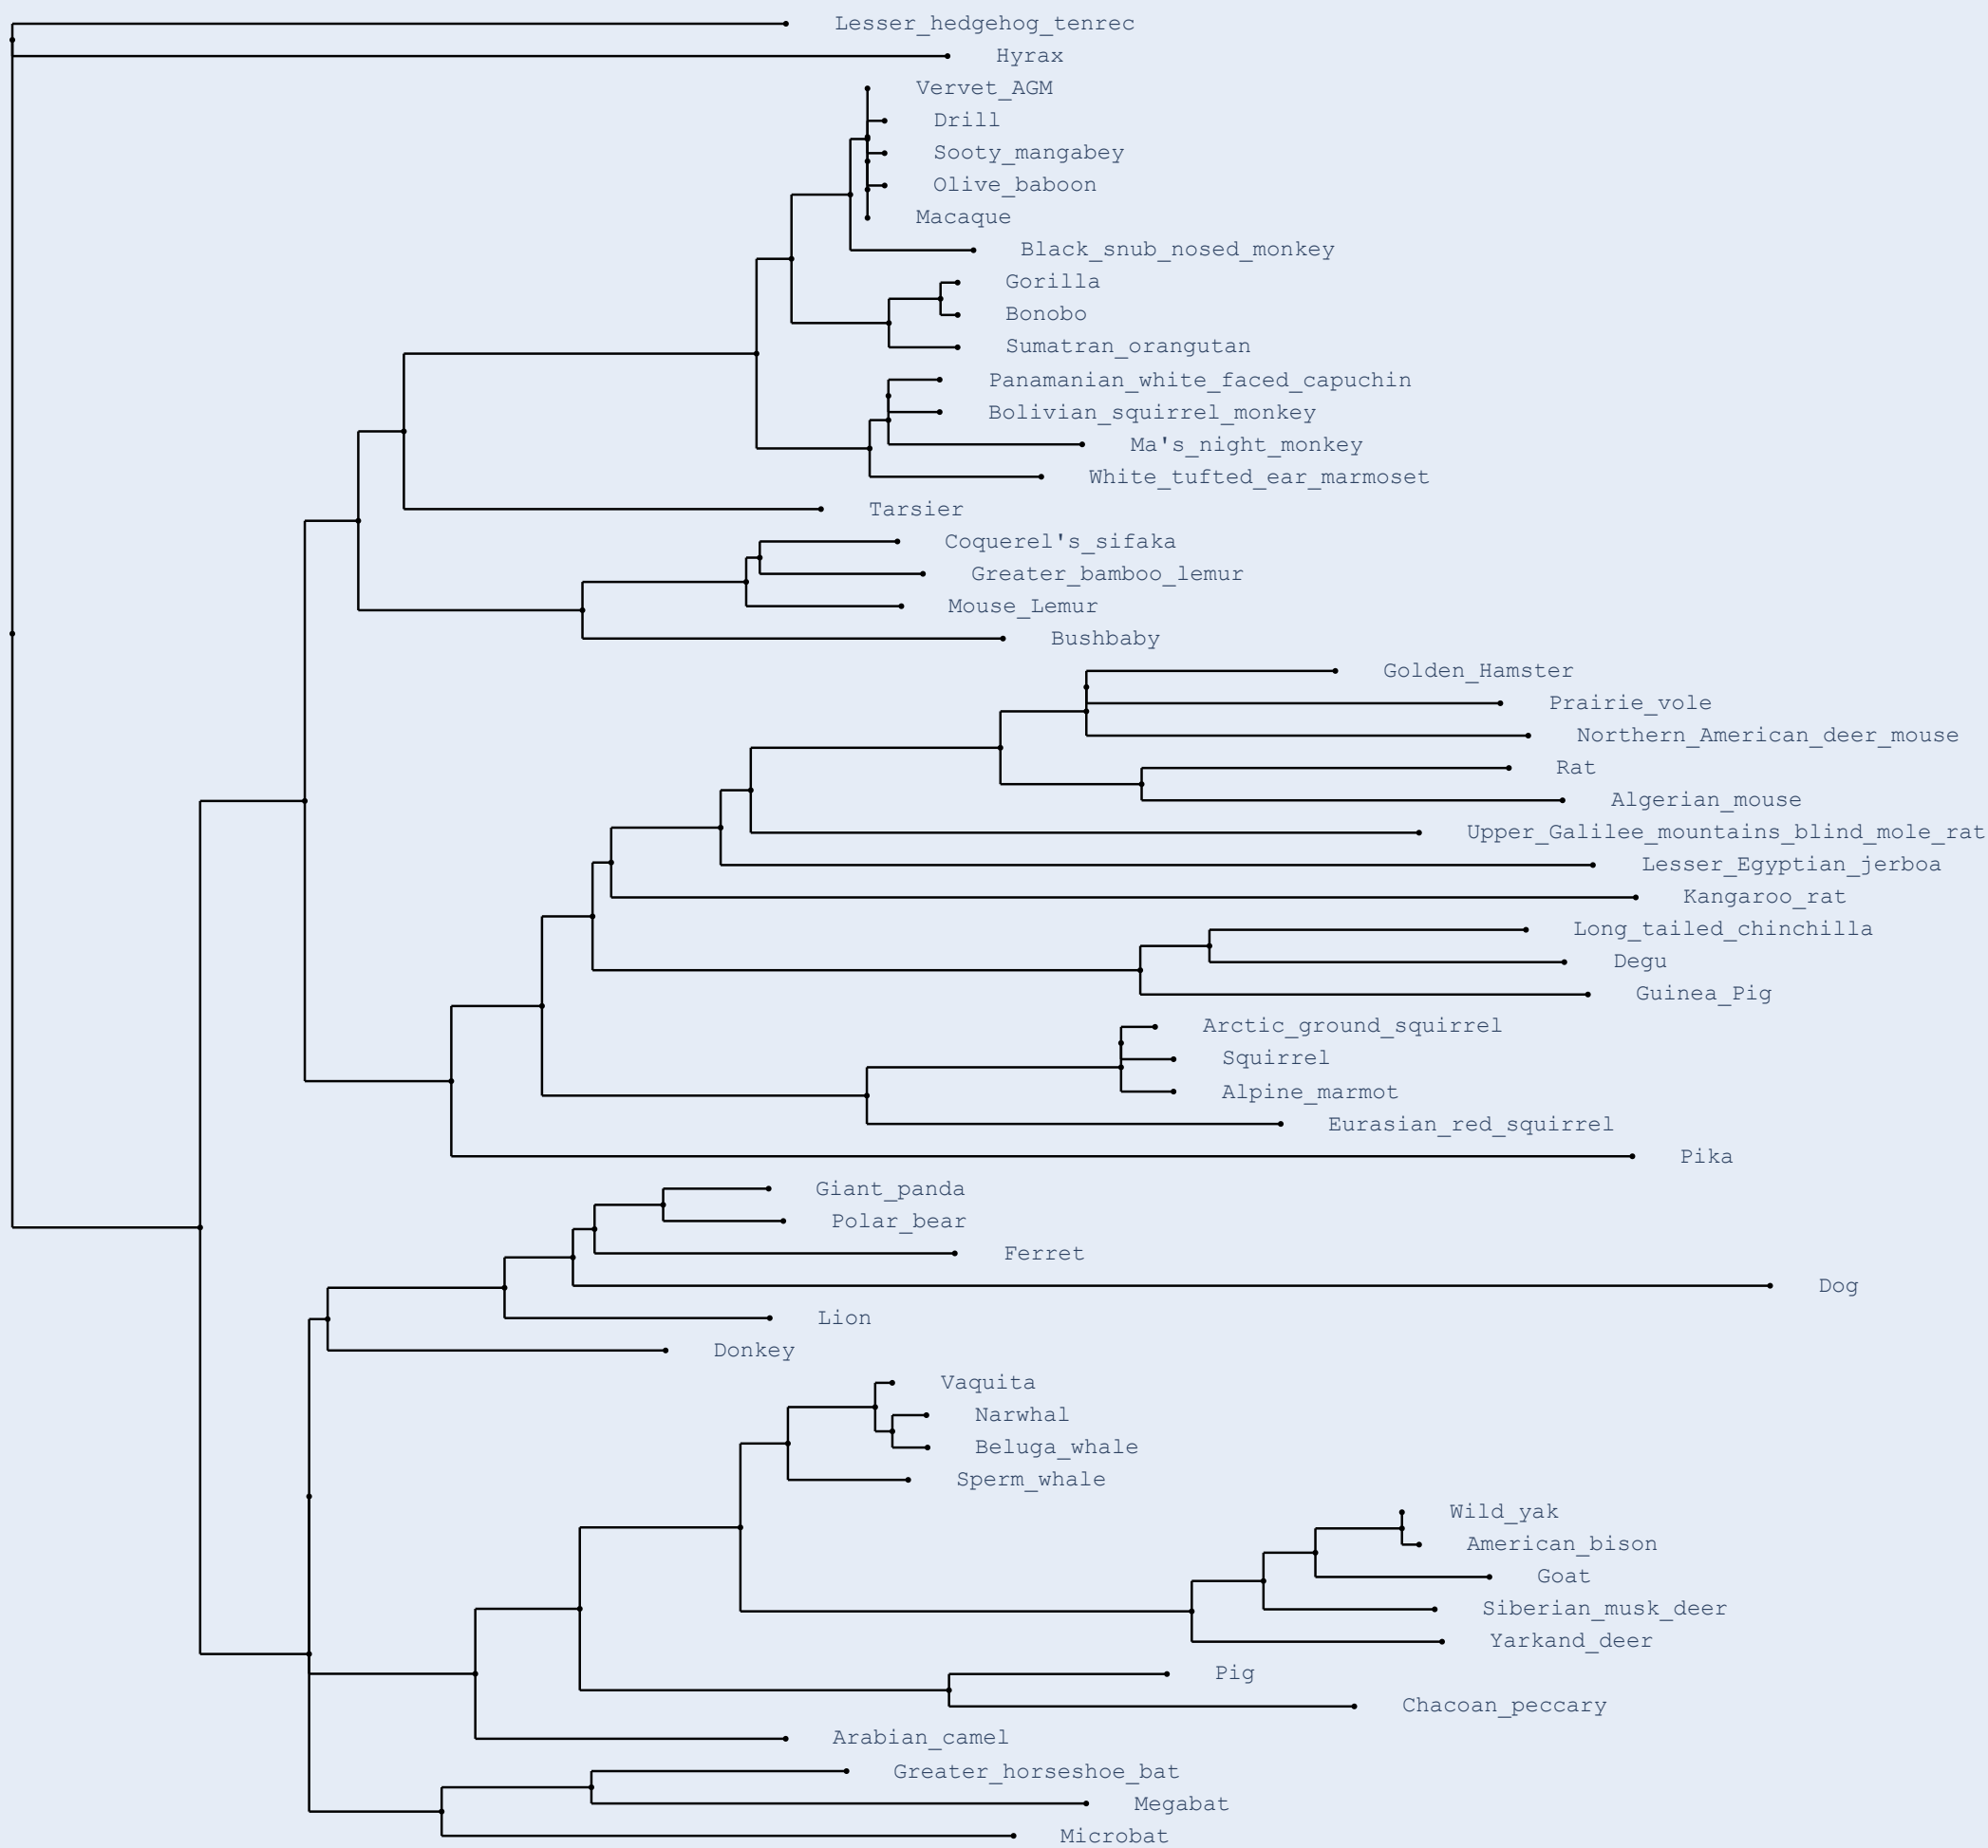 Lesser_hedgehog_tenrec
Hyrax
Vervet_AGM
Drill
Sooty_mangabey
Olive_baboon
Macaque
Black_snub_nosed_monkey
Gorilla
Bonobo
Sumatran_orangutan
Panamanian_white_faced_capuchin
Bolivian_squirrel_monkey
Ma's_night_monkey
White_tufted_ear_marmoset
Tarsier
Coquerel's_sifaka
Greater_bamboo_lemur
Mouse_Lemur
Bushbaby
Golden_Hamster
Prairie_vole
Northern_American_deer_mouse
Rat
Algerian_mouse
Upper_Galilee_mountains_blind_mole_rat
Lesser_Egyptian_jerboa
Kangaroo_rat
Long_tailed_chinchilla
Degu
Guinea_Pig
Arctic_ground_squirrel
Squirrel
Alpine_marmot
Eurasian_red_squirrel
Pika
Giant_panda
Polar_bear
Ferret
Dog
Lion
Donkey
Vaquita
Narwhal
Beluga_whale
Sperm_whale
Wild_yak
American_bison
Goat
Siberian_musk_deer
Yarkand_deer
Pig
Chacoan_peccary
Arabian_camel
Greater_horseshoe_bat
Megabat
Microbat